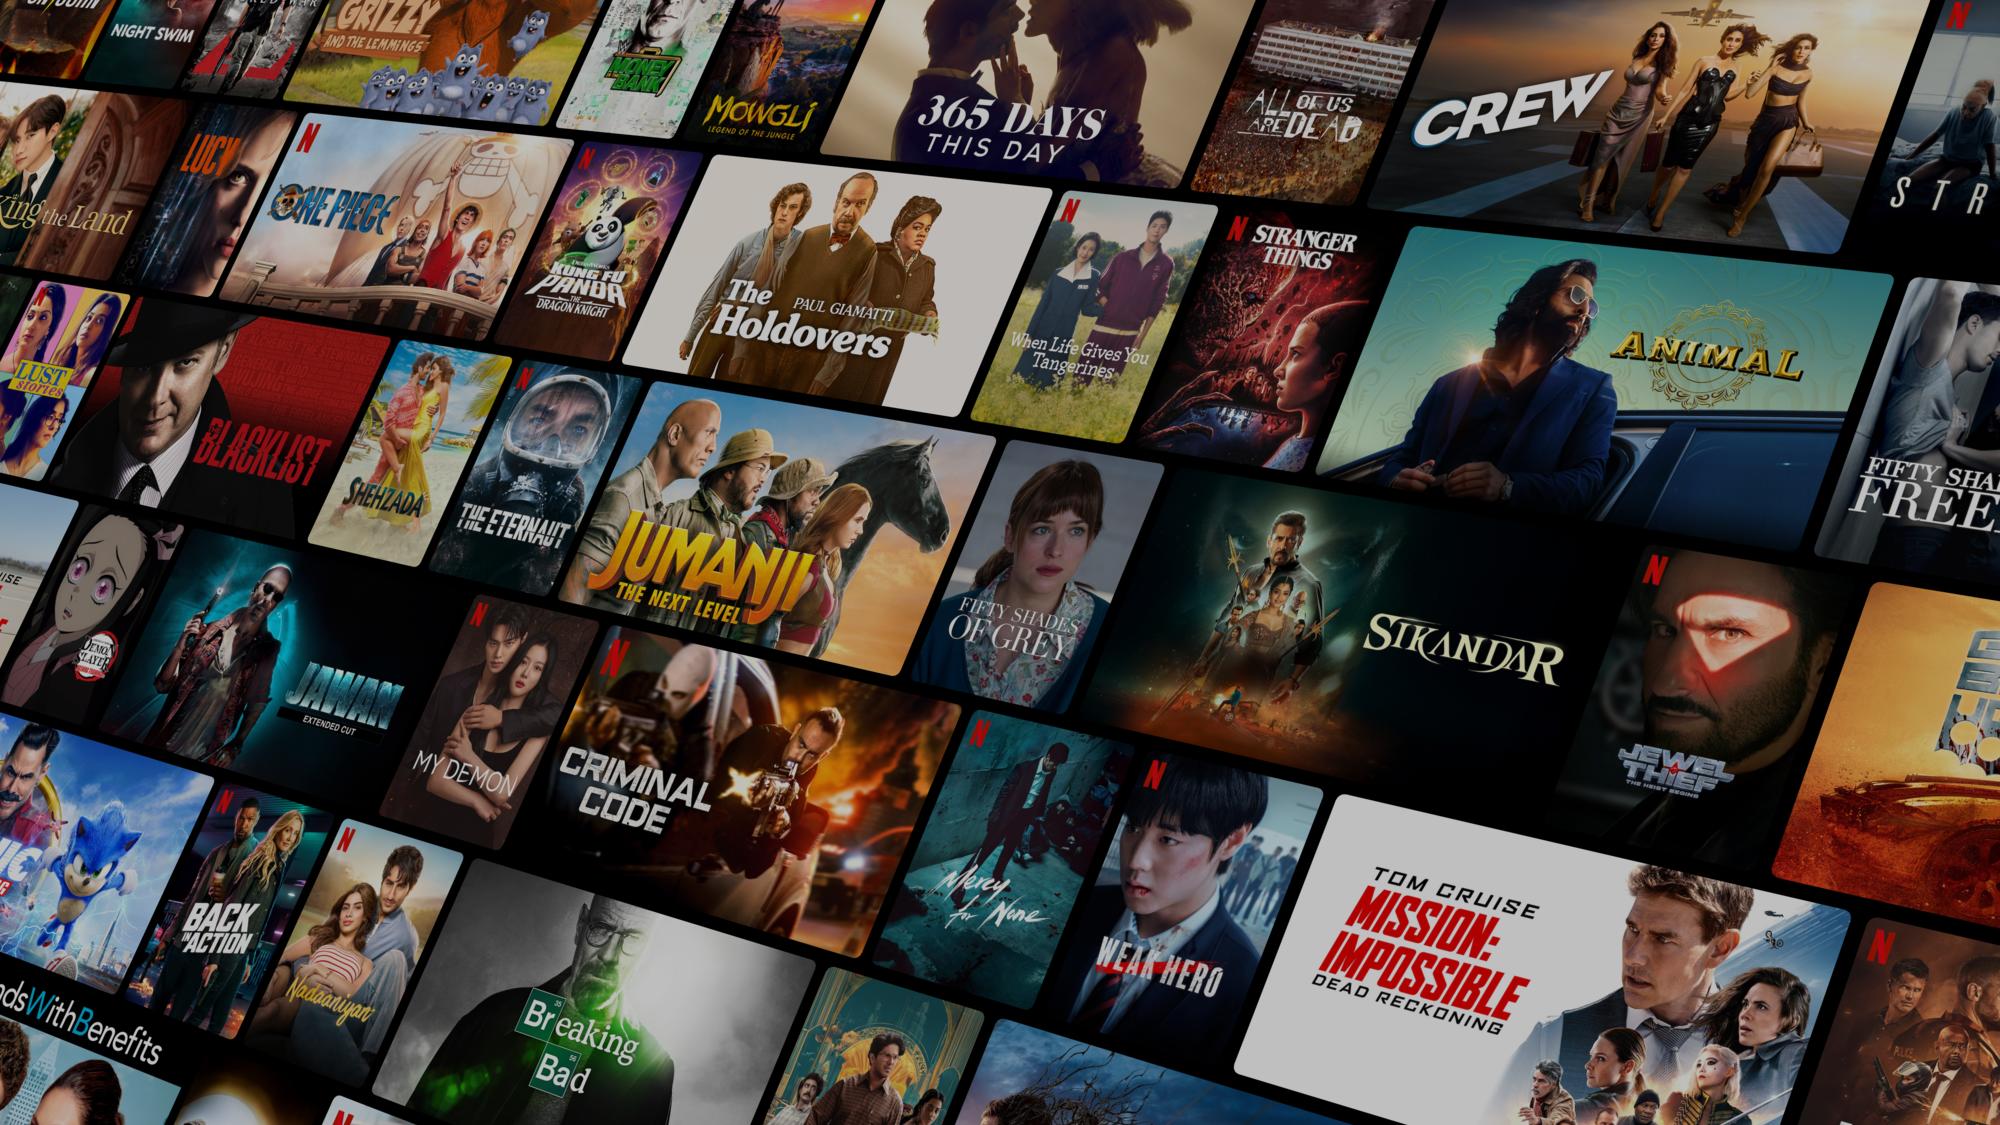 NIGHT SWIM
GRIZZY
AND THE LEMMINGS
MONEY
BANK
MOWGLI
LEGEND OF THE JUNGLE
365 DAYS
THIS DAY
ALL OF US
ARE DEAD
CREW
N
STR
King the Land
LUCY
N
ONE PIECE
N
DREAMWORKS
KUNG FU
PANDA
THE
DRAGON KNIGHT
The
PAUL GIAMATTI
Holdovers
N
When Life Gives You
Tangerines
N
STRANGER
THINGS
ANIMAL
FIFTY SHA
FREE
N
LUST
stories
BLACKLIST
SHEHZADA
N
THE ETERNAUT
JUMANJI
THE NEXT LEVEL
FIFTY SHADES
OF GREY
SIKANDAR
N
JEWEL
THIEF
THE HEIST BEGINS
DEMON
SLAYER
JAWAN
EXTENDED CUT
N
MY DEMON
N
CRIMINAL
CODE
N
Mercy
for None
N
WEAK HERO
TOM CRUISE
MISSION:
IMPOSSIBLE
DEAD RECKONING
N
N
BACK
IN ACTION
N
Nadaaniyan
35
Breaking
56
Bad
ndsWithBenefits
N